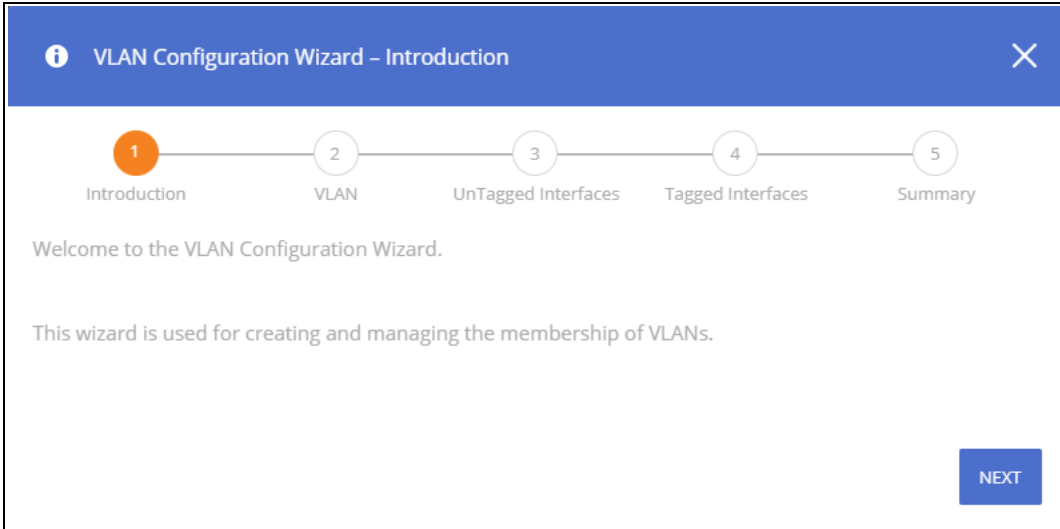 VLAN Configuration Wizard – Introduction
1 2 3 4 5
Introduction VLAN UnTagged Interfaces Tagged Interfaces Summary
Welcome to the VLAN Configuration Wizard.
This wizard is used for creating and managing the membership of VLANs.
NEXT